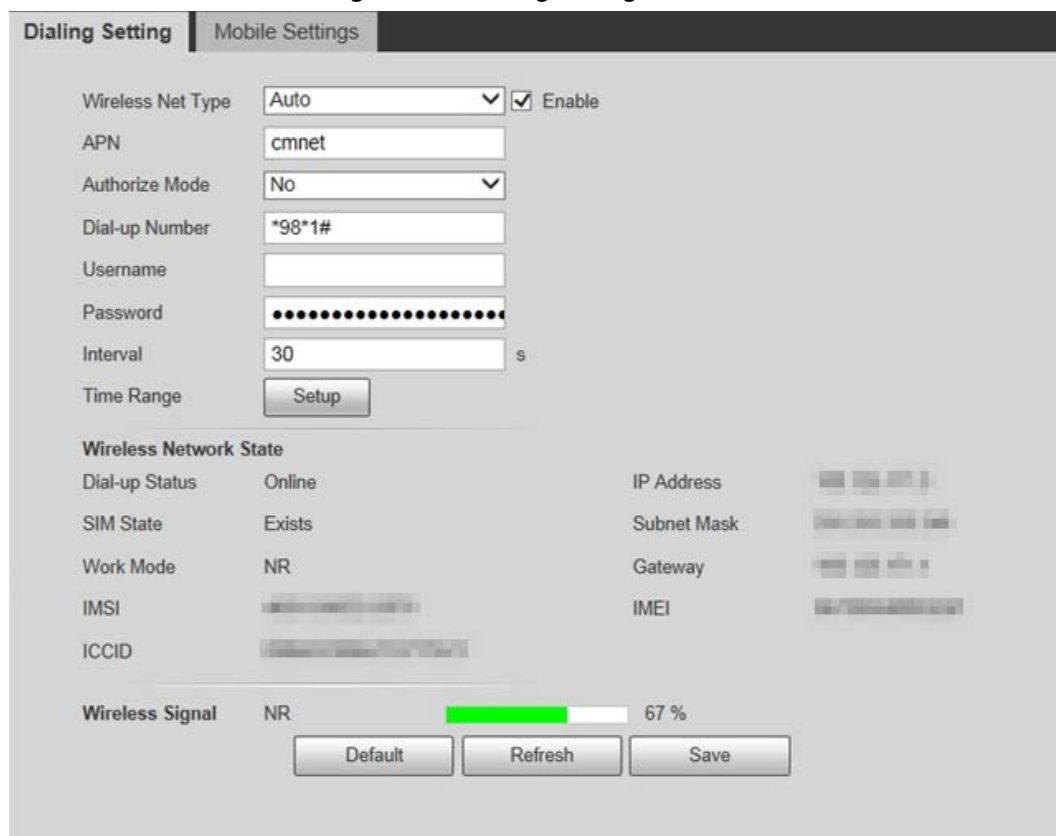 Dialing Setting Mobile Settings
Wireless Net Type Auto Enable
APN cmnet
Authorize Mode No
Dial-up Number *98*1#
Username
Password ●●●●●●●●●●●●●●●●●●●●
Interval 30 s
Time Range Setup
Wireless Network State
Dial-up Status Online IP Address
SIM State Exists Subnet Mask
Work Mode NR Gateway
IMSI IMEI
ICCID
Wireless Signal NR 67 %
Default Refresh Save